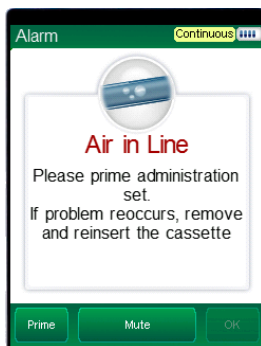 Alarm Continuous
Air in Line
Please prime administration
set.
If problem reoccurs, remove
and reinsert the cassette
Prime Mute OK